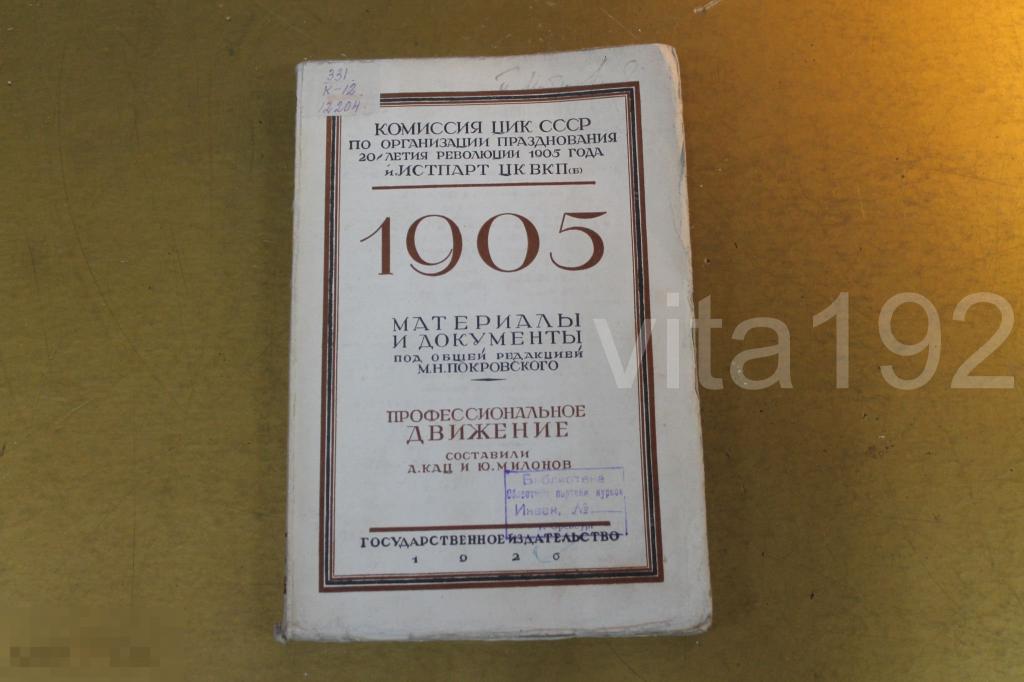 331
К-12
12204
КОМИССИЯ ЦИК СССР
ПО ОРГАНИЗАЦИИ ПРАЗДНОВАНИЯ
20-ЛЕТИЯ РЕВОЛЮЦИИ 1905 ГОДА
и ИСТПАРТ ЦК ВКП(Б)
1905
МАТЕРИАЛЫ
И ДОКУМЕНТЫ
ПОД ОБЩЕЙ РЕДАКЦИЕЙ
М.Н.ПОКРОВСКОГО
ПРОФЕССИОНАЛЬНОЕ
ДВИЖЕНИЕ
СОСТАВИЛИ
А.КАЦ И Ю.МИЛОНОВ
Библиотека
Инвен. №
ГОСУДАРСТВЕННОЕ ИЗДАТЕЛЬСТВО
1926
vita192